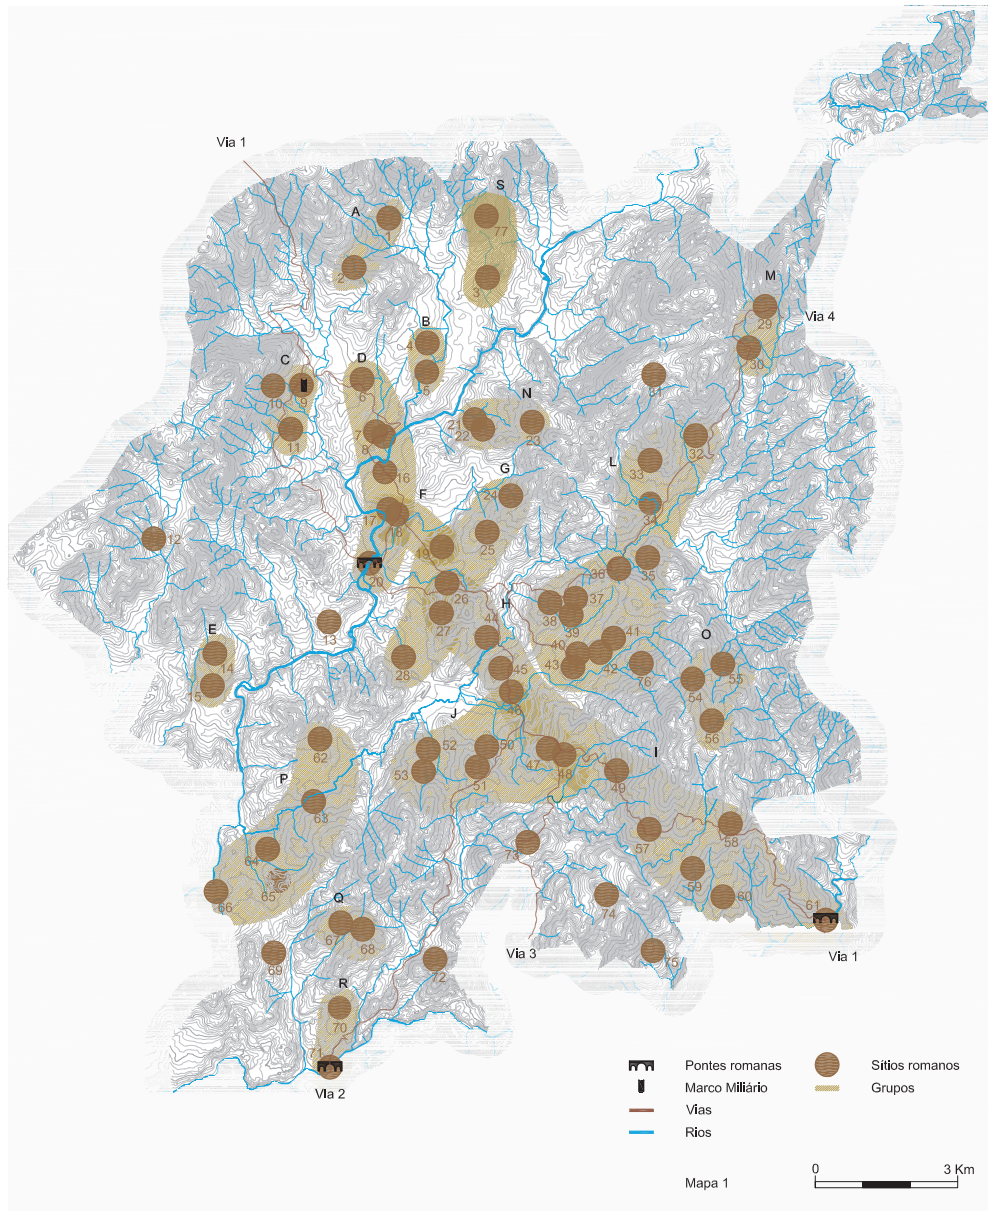 Via 1
S
A
1
77
2
3
M
29
Via 4
B
4
30
C
D
5
31
10
9
6
N
21
22
23
11
7
8
32
L
33
16
G
24
F
34
17
18
12
25
19
35
36
20
26
H
37
38
39
27
13
44
41
E
40
O
14
28
45
43
42
76
55
54
15
46
56
J
62
52
50
I
47
P
53
51
48
49
63
58
57
64
73
59
65
66
74
60
61
Q
67
68
Via 3
Via 1
69
72
75
R
70
71
VIa 2
Pontes romanas
Sítios romanos
Marco Miliário
Grupos
Vias
Rios
0
3 Km
Mapa 1